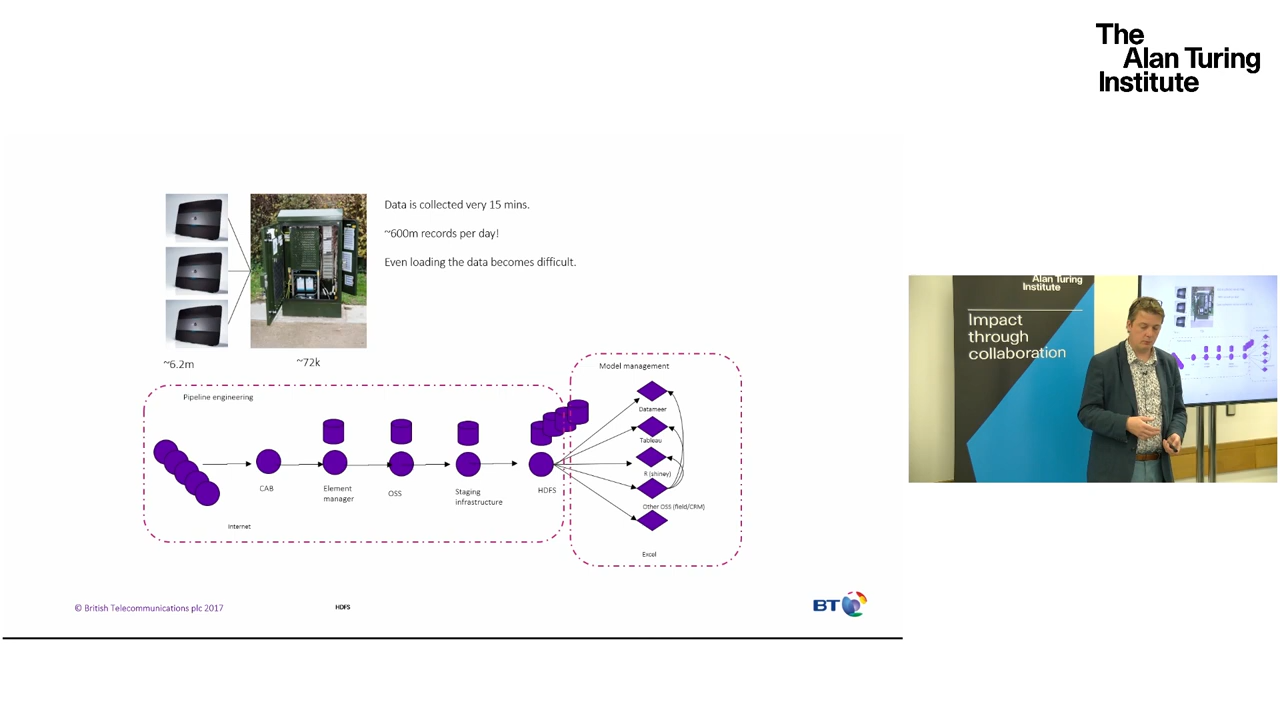 The
Alan Turing
Institute
Data is collected very 15 mins.
~600m records per day!
Even loading the data becomes difficult.
~6.2m
~72k
Pipeline engineering
CAB
Element
manager
OSS
Staging
infrastructure
HDFS
Internet
Model management
Datameer
Tableau
R (shiney)
Other OSS (field/CRM)
Excel
© British Telecommunications plc 2017
HDFS
BT
Alan Turing
Institute
Impact
through
collaboration